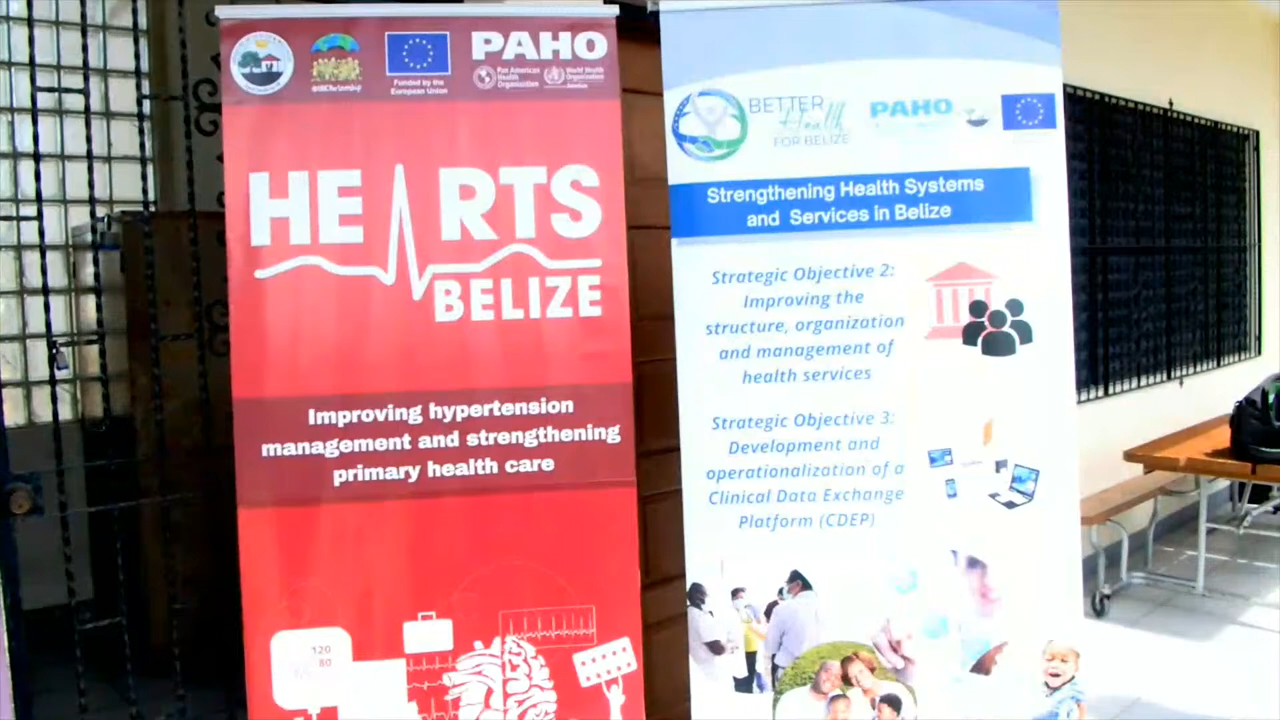 Funded by the
European Union
PAHO
Pan American
Health
Organization
World Health
Organization
HEARTS
BELIZE
Improving hypertension
management and strengthening
primary health care
120
80
BETTER
Health
FOR BELIZE
PAHO
Strengthening Health Systems
and Services in Belize
Strategic Objective 2:
Improving the
structure, organization
and management of
health services
Strategic Objective 3:
Development and
operationalization of a
Clinical Data Exchange
Platform (CDEP)